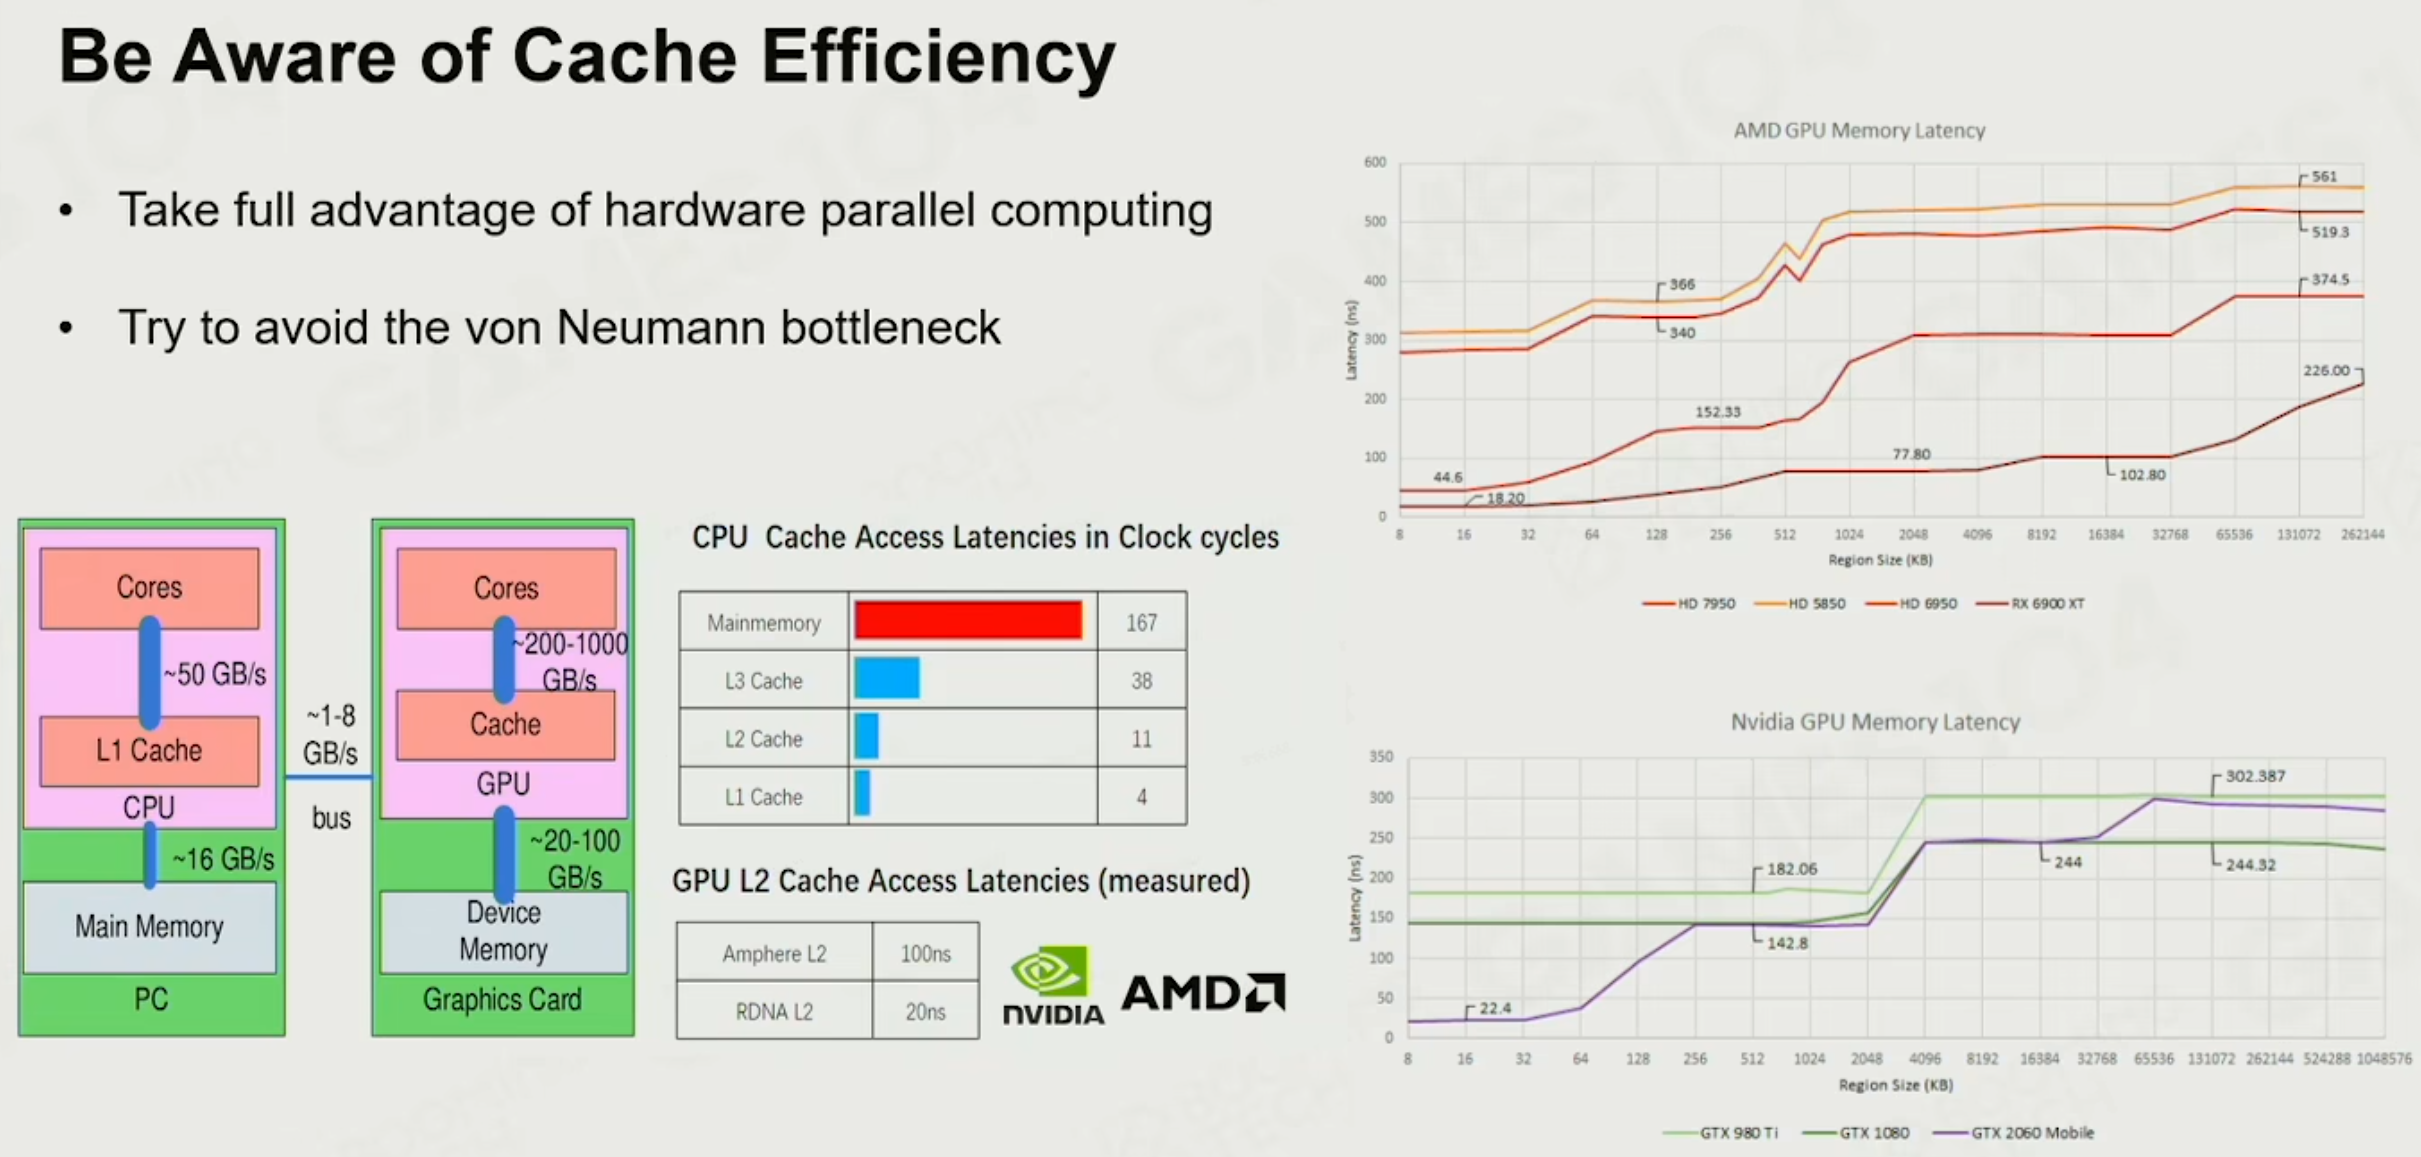 Be Aware of Cache Efficiency
• Take full advantage of hardware parallel computing
• Try to avoid the von Neumann bottleneck
Cores
~50 GB/s
L1 Cache
CPU
~16 GB/s
Main Memory
PC
~1-8
GB/s
bus
Cores
~200-1000
GB/s
Cache
GPU
~20-100
GB/s
Device
Memory
Graphics Card
CPU Cache Access Latencies in Clock cycles
Mainmemory 167
L3 Cache 38
L2 Cache 11
L1 Cache 4
GPU L2 Cache Access Latencies (measured)
Amphere L2 100ns
RDNA L2 20ns
NVIDIA
AMD
AMD GPU Memory Latency
600
500
400
300
200
100
0
Latency (ns)
561
519.3
374.5
366
340
226.00
152.33
77.80
102.80
44.6
18.20
8 16 32 64 128 256 512 1024 2048 4096 8192 16384 32768 65536 131072 262144
Region Size (KB)
HD 7950 HD 5850 HD 6950 RX 6900 XT
Nvidia GPU Memory Latency
350
300
250
200
150
100
50
0
Latency (ns)
302.387
182.06
244
244.32
142.8
22.4
8 16 32 64 128 256 512 1024 2048 4096 8192 16384 32768 65536 131072 262144 524288 1048576
Region Size (KB)
GTX 980 Ti GTX 1080 GTX 2060 Mobile
GAMES 104